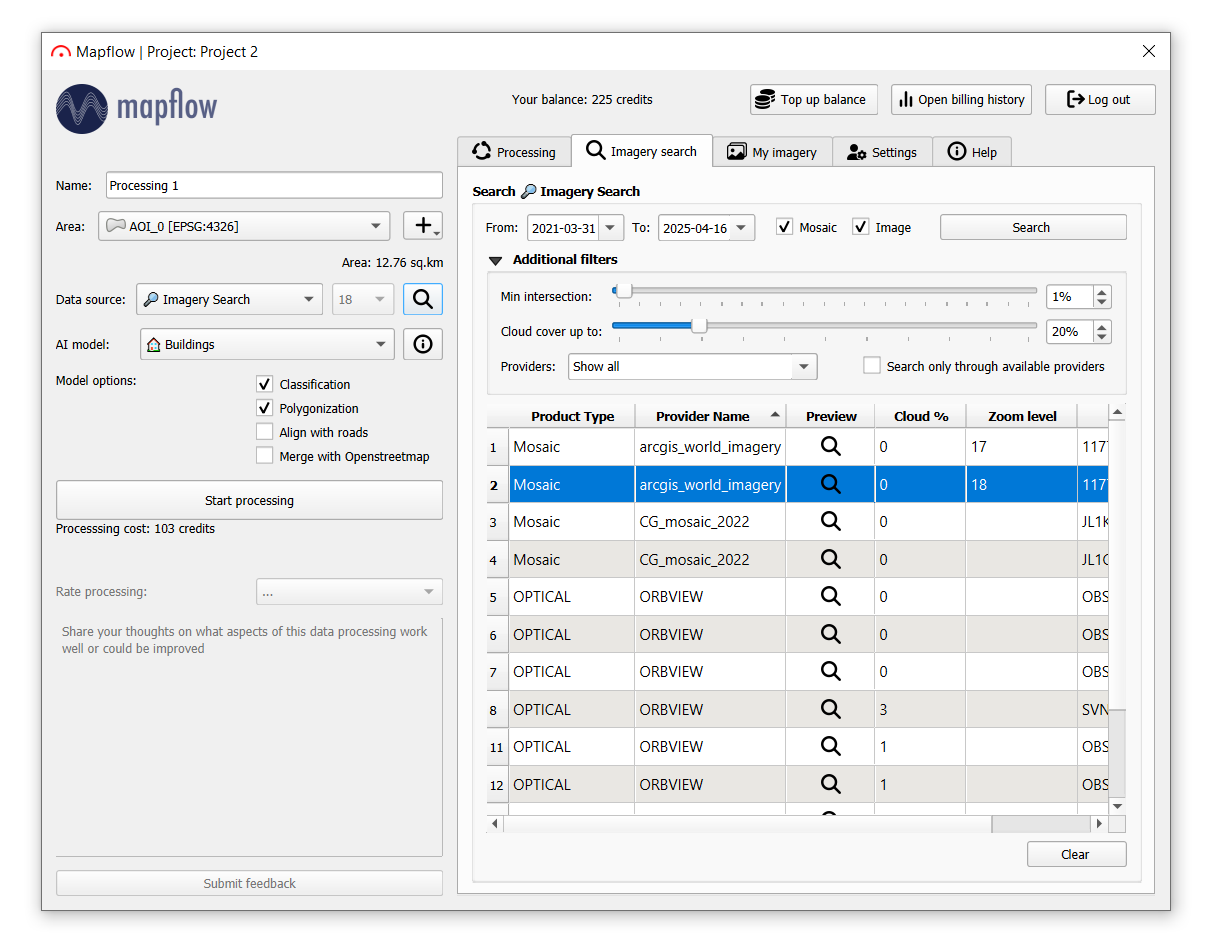 Mapflow | Project: Project 2
mapflow
Your balance: 225 credits
Top up balance
Open billing history
Log out
Processing
Imagery search
My imagery
Settings
Help
Name:
Processing 1
Area:
AOI_0 [EPSG:4326]
Area: 12.76 sq.km
Data source:
Imagery Search
18
AI model:
Buildings
Model options:
Classification
Polygonization
Align with roads
Merge with Openstreetmap
Start processing
Processsing cost: 103 credits
Rate processing:
...
Share your thoughts on what aspects of this data processing work
well or could be improved
Submit feedback
Search Imagery Search
From: 2021-03-31 To: 2025-04-16 Mosaic Image Search
Additional filters
Min intersection: 1%
Cloud cover up to: 20%
Providers: Show all Search only through available providers
Product Type Provider Name Preview Cloud % Zoom level
1 Mosaic arcgis_world_imagery 0 17 117
2 Mosaic arcgis_world_imagery 0 18 117
3 Mosaic CG_mosaic_2022 0 JL1K
4 Mosaic CG_mosaic_2022 0 JL1
5 OPTICAL ORBVIEW 0 OBS
6 OPTICAL ORBVIEW 0 OBS
7 OPTICAL ORBVIEW 0 OBS
8 OPTICAL ORBVIEW 3 SVN
11 OPTICAL ORBVIEW 1 OBS
12 OPTICAL ORBVIEW 1 OBS
Clear